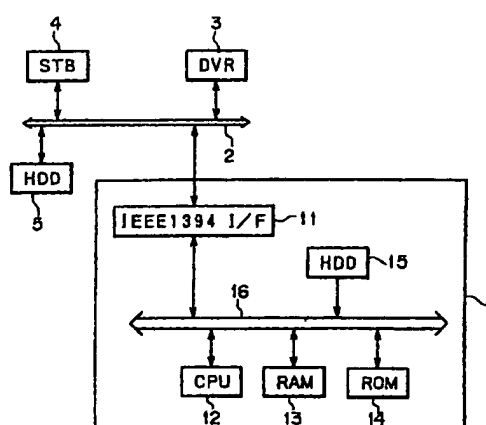 4 3
STB DVR
2
HDD
5
IEEE1394 I/F 11
HDD 15
16
CPU RAM ROM
12 13 14